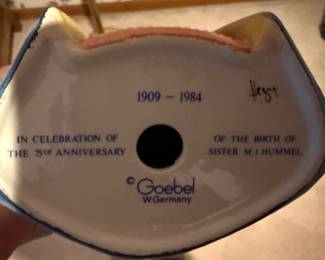 1909 - 1984
IN CELEBRATION OF
THE 75TH ANNIVERSARY
OF THE BIRTH OF
SISTER M I HUMMEL
© Goebel
W.Germany